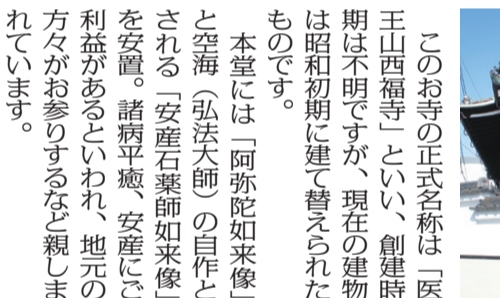 このお寺の正式名称は「医
王山西福寺」といい、創建時
期は不明ですが、現在の建物
は昭和初期に建て替えられた
ものです。
本堂には「阿弥陀如来像」
と空海（弘法大師）の自作と
される「安産石薬師如来像」
を安置。諸病平癒、安産にご
利益があるといわれ、地元の
方々がお参りするなど親しま
れています。